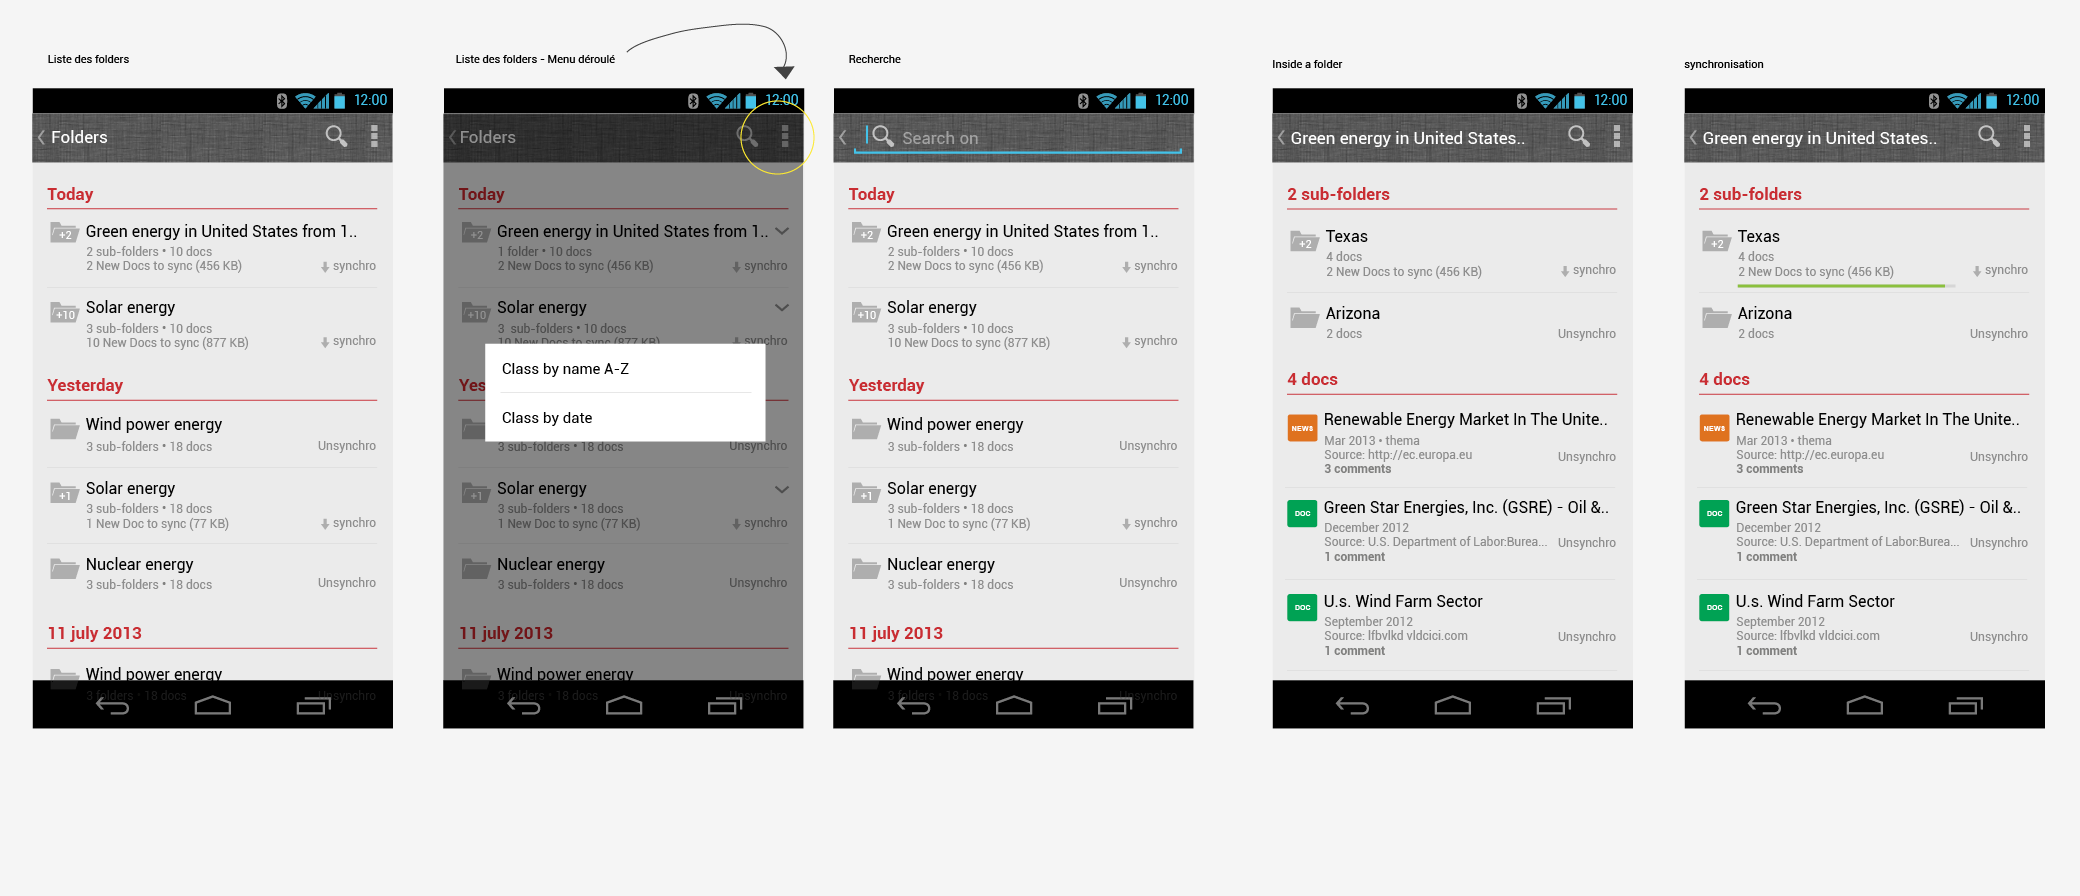 Liste des folders
12:00
Folders
Today
+2
Green energy in United States from 1..
2 sub-folders • 10 docs
2 New Docs to sync (456 KB)
synchro
+10
Solar energy
3 sub-folders • 10 docs
10 New Docs to sync (877 KB)
synchro
Yesterday
Wind power energy
3 sub-folders • 18 docs
Unsynchro
+1
Solar energy
3 sub-folders • 18 docs
1 New Doc to sync (77 KB)
synchro
Nuclear energy
3 sub-folders • 18 docs
Unsynchro
11 july 2013
Wind power energy
3 folders • 18 docs
Unsynchro
Liste des folders - Menu déroulé
12:00
Folders
Today
+2
Green energy in United States from 1..
1 folder • 10 docs
2 New Docs to sync (456 KB)
synchro
+10
Solar energy
3 sub-folders • 10 docs
10 New Docs to sync (877 KB)
synchro
Yes
Class by name A-Z
Class by date
3 sub-folders • 18 docs
Unsynchro
+1
Solar energy
3 sub-folders • 18 docs
1 New Doc to sync (77 KB)
synchro
Nuclear energy
3 sub-folders • 18 docs
Unsynchro
11 july 2013
Wind power energy
3 folders • 18 docs
Unsynchro
Recherche
12:00
Search on
Today
+2
Green energy in United States from 1..
2 sub-folders • 10 docs
2 New Docs to sync (456 KB)
synchro
+10
Solar energy
3 sub-folders • 10 docs
10 New Docs to sync (877 KB)
synchro
Yesterday
Wind power energy
3 sub-folders • 18 docs
Unsynchro
+1
Solar energy
3 sub-folders • 18 docs
1 New Doc to sync (77 KB)
synchro
Nuclear energy
3 sub-folders • 18 docs
Unsynchro
11 july 2013
Wind power energy
3 folders • 18 docs
Unsynchro
Inside a folder
12:00
Green energy in United States..
2 sub-folders
+2
Texas
4 docs
2 New Docs to sync (456 KB)
synchro
Arizona
2 docs
Unsynchro
4 docs
NEWS
Renewable Energy Market In The Unite..
Mar 2013 • thema
Source: http://ec.europa.eu
Unsynchro
3 comments
DOC
Green Star Energies, Inc. (GSRE) - Oil &..
December 2012
Source: U.S. Department of Labor:Burea...
Unsynchro
1 comment
DOC
U.s. Wind Farm Sector
September 2012
Source: lfbvlkd vldcici.com
Unsynchro
1 comment
synchronisation
12:00
Green energy in United States..
2 sub-folders
+2
Texas
4 docs
2 New Docs to sync (456 KB)
synchro
Arizona
2 docs
Unsynchro
4 docs
NEWS
Renewable Energy Market In The Unite..
Mar 2013 • thema
Source: http://ec.europa.eu
Unsynchro
3 comments
DOC
Green Star Energies, Inc. (GSRE) - Oil &..
December 2012
Source: U.S. Department of Labor:Burea...
Unsynchro
1 comment
DOC
U.s. Wind Farm Sector
September 2012
Source: lfbvlkd vldcici.com
Unsynchro
1 comment